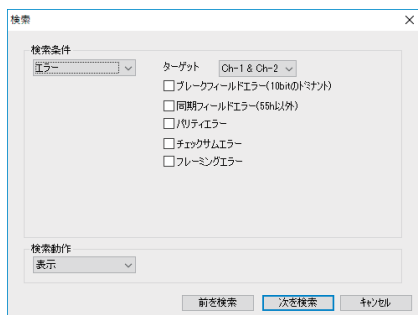 検索
検索条件
エラー
ターゲット Ch-1 & Ch-2
ブレークフィールドエラー(10bitのドミナント)
同期フィールドエラー(55h以外)
パリティエラー
チェックサムエラー
フレーミングエラー
検索動作
表示
前を検索 次を検索 キャンセル